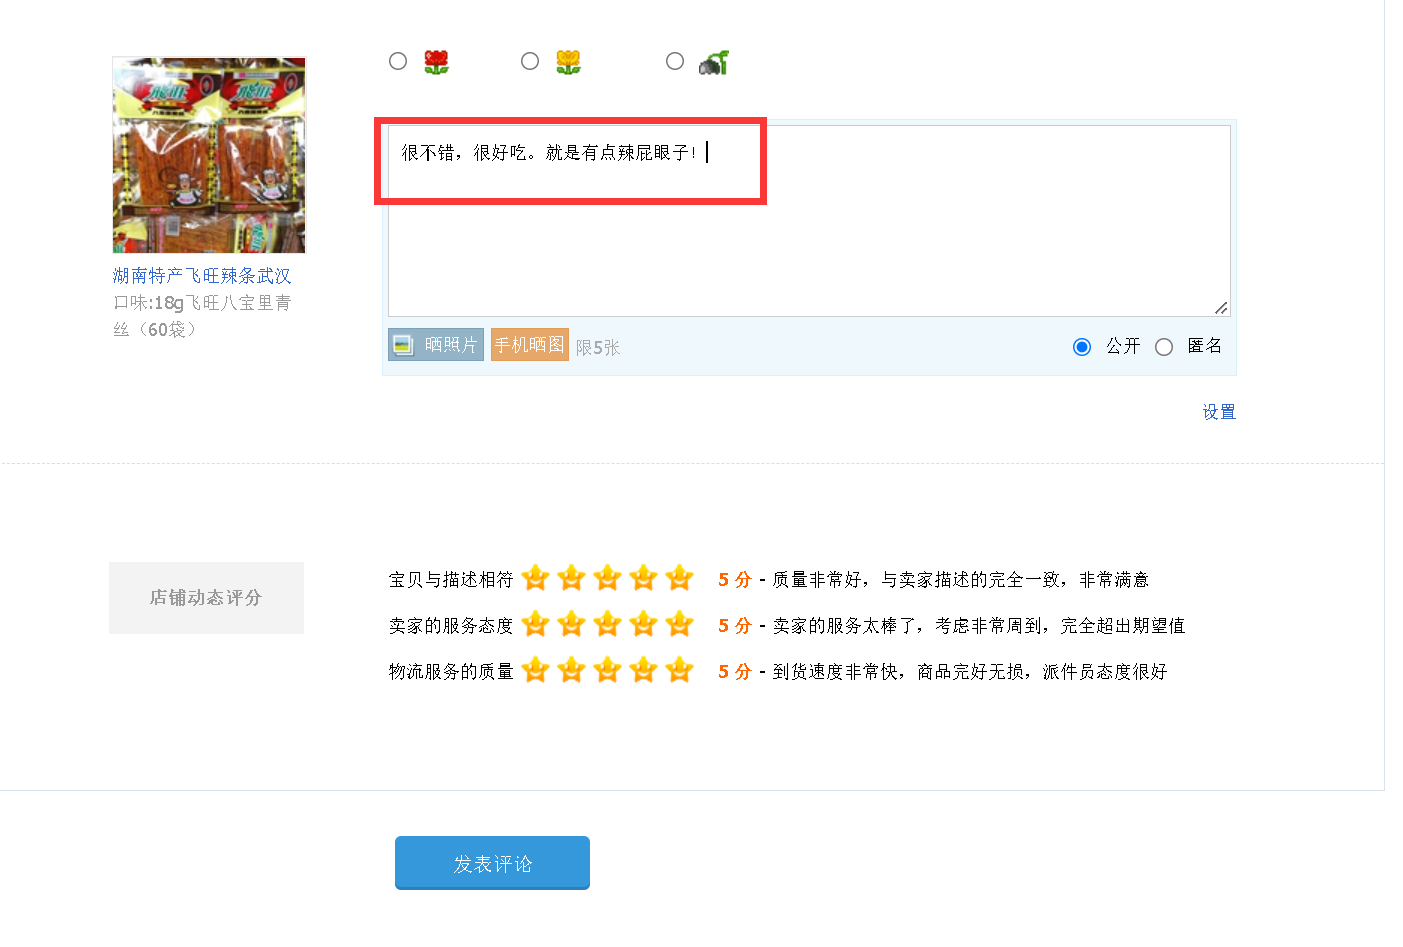 很不错，很好吃。就是有点辣屁眼子！
湖南特产飞旺辣条武汉
口味:18g飞旺八宝里青
丝（60袋）
晒照片 手机晒图 限5张
公开 匿名
设置
店铺动态评分
宝贝与描述相符 5 分 - 质量非常好，与卖家描述的完全一致，非常满意
卖家的服务态度 5 分 - 卖家的服务太棒了，考虑非常周到，完全超出期望值
物流服务的质量 5 分 - 到货速度非常快，商品完好无损，派件员态度很好
发表评论